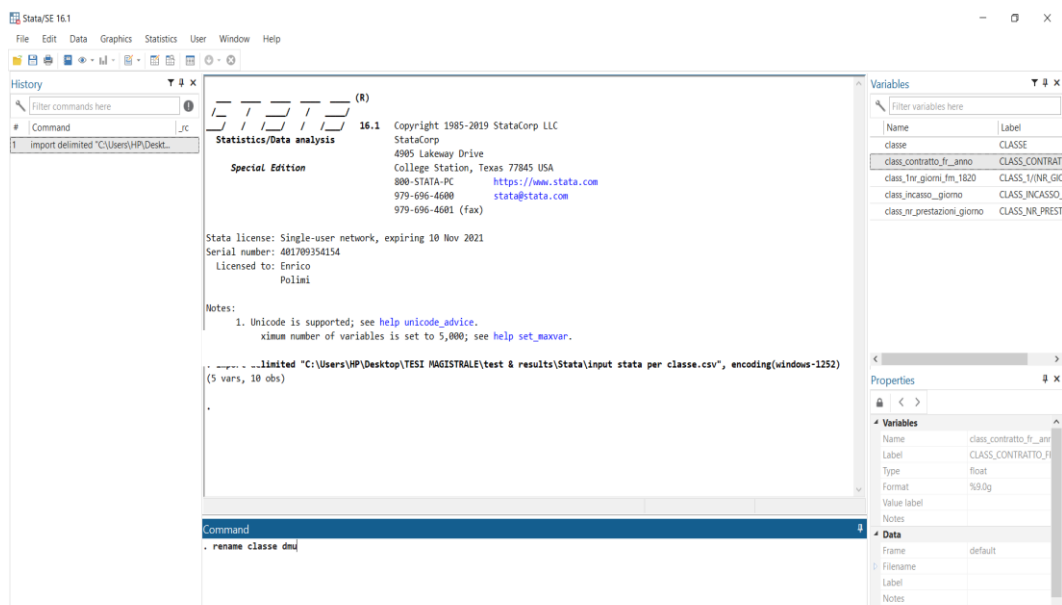 Stata/SE 16.1
File Edit Data Graphics Statistics User Window Help
History
Filter commands here
# Command _rc
1 import delimited "C:\Users\HP\Deskt...
(R)
16.1 Copyright 1985-2019 StataCorp LLC
Statistics/Data analysis StataCorp
4905 Lakeway Drive
Special Edition College Station, Texas 77845 USA
800-STATA-PC https://www.stata.com
979-696-4600 stata@stata.com
979-696-4601 (fax)
Stata license: Single-user network, expiring 10 Nov 2021
Serial number: 401709354154
Licensed to: Enrico
Polimi
Notes:
1. Unicode is supported; see help unicode_advice.
ximum number of variables is set to 5,000; see help set_maxvar.
limited "C:\Users\HP\Desktop\TESI MAGISTRALE\test & results\Stata\input stata per classe.csv", encoding(windows-1252)
(5 vars, 10 obs)
.
Command
. rename classe dmu
Variables
Filter variables here
Name Label
classe CLASSE
class_contratto_fr__anno CLASS_CONTRAT
class_1nr_giorni_fm_1820 CLASS_1/(NR_GIO
class_incasso__giorno CLASS_INCASSO_
class_nr_prestazioni_giorno CLASS_NR_PREST
Properties
Variables
Name class_contratto_fr__anr
Label CLASS_CONTRATTO_FI
Type float
Format %9.0g
Value label
Notes
Data
Frame default
Filename
Label
Notes